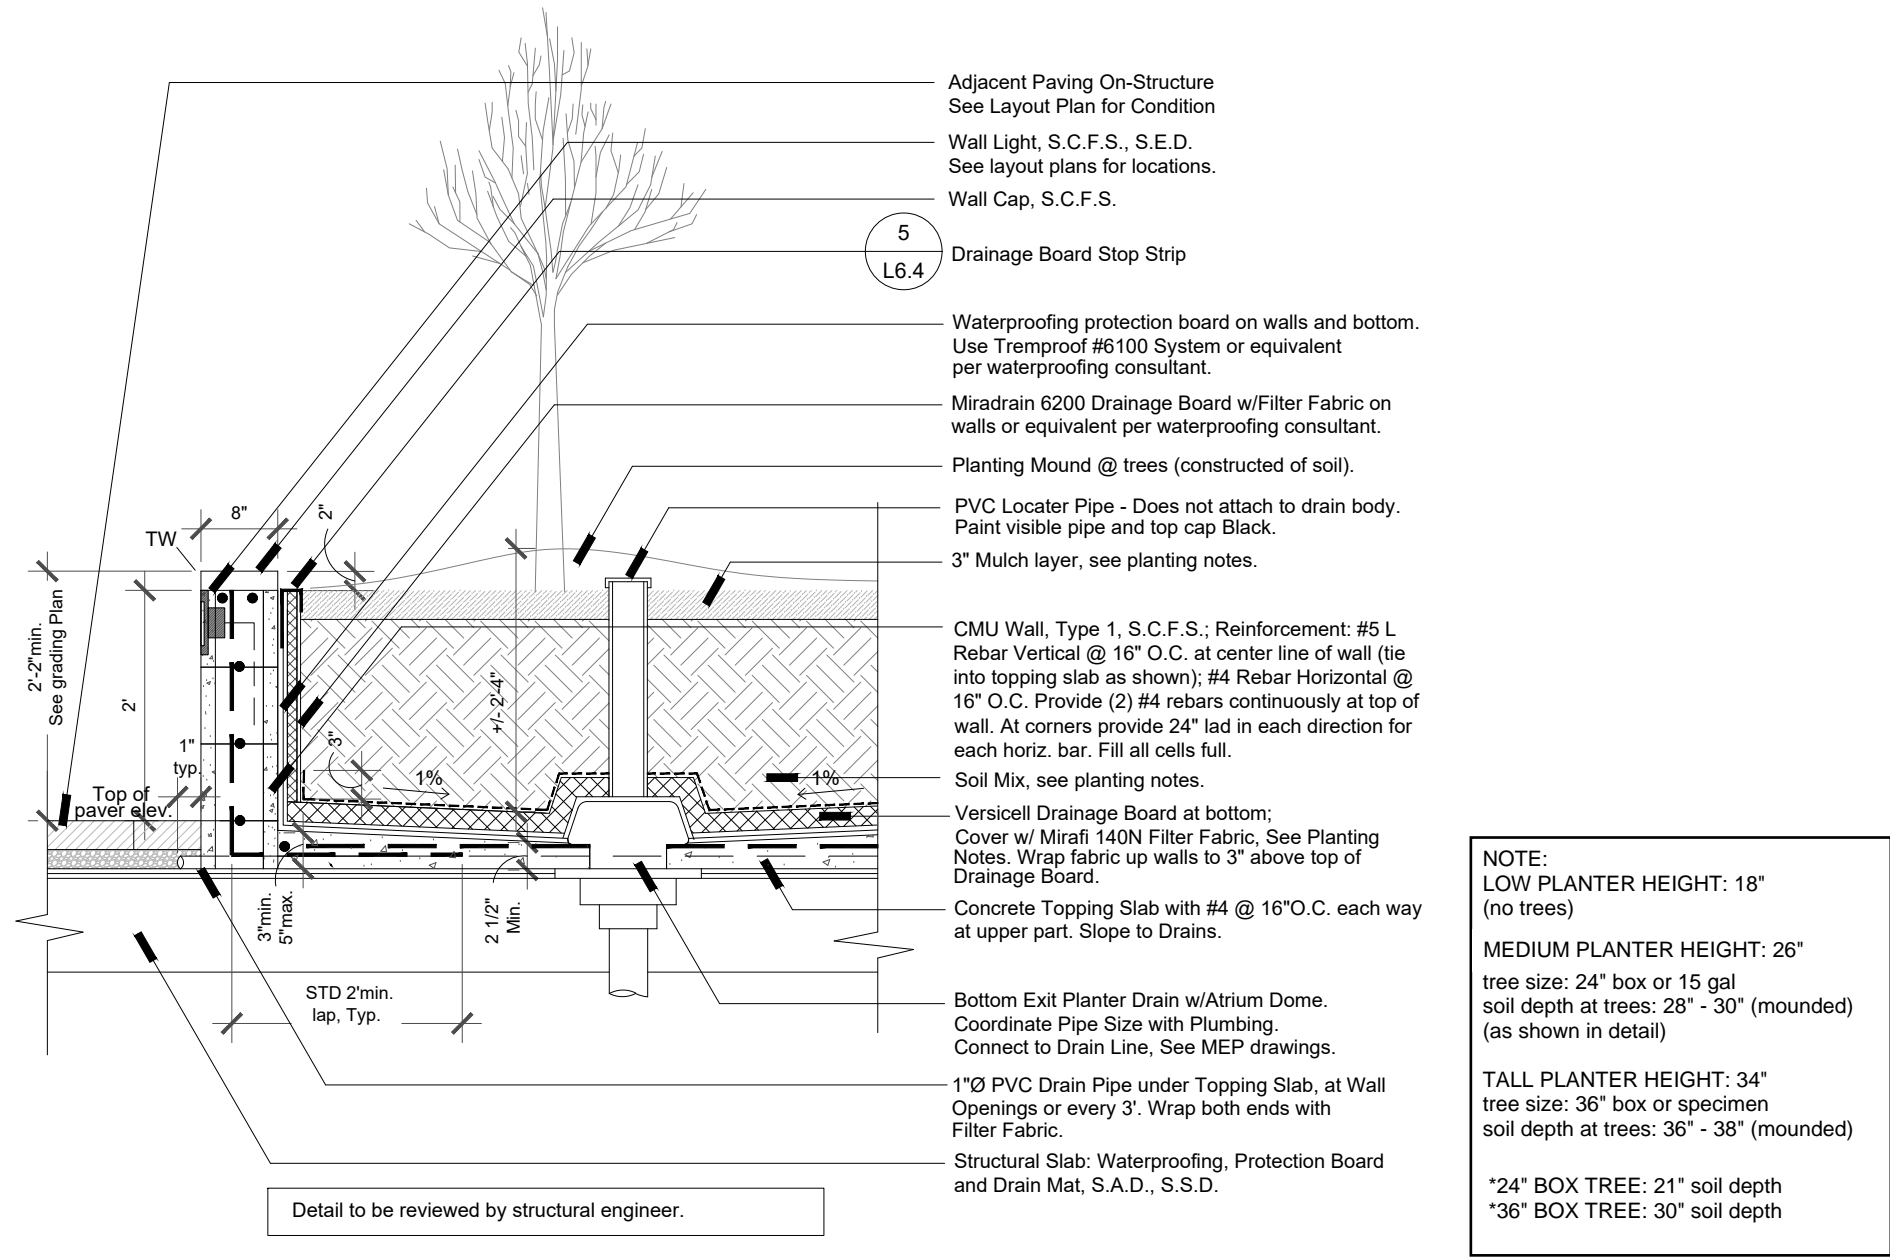 Adjacent Paving On-Structure
See Layout Plan for Condition
Wall Light, S.C.F.S., S.E.D.
See layout plans for locations.
Wall Cap, S.C.F.S.
5
L6.4
Drainage Board Stop Strip
Waterproofing protection board on walls and bottom.
Use Tremproof #6100 System or equivalent
per waterproofing consultant.
Miradrain 6200 Drainage Board w/Filter Fabric on
walls or equivalent per waterproofing consultant.
Planting Mound @ trees (constructed of soil).
PVC Locater Pipe - Does not attach to drain body.
Paint visible pipe and top cap Black.
3" Mulch layer, see planting notes.
CMU Wall, Type 1, S.C.F.S.; Reinforcement: #5 L
Rebar Vertical @ 16" O.C. at center line of wall (tie
into topping slab as shown); #4 Rebar Horizontal @
16" O.C. Provide (2) #4 rebars continuously at top of
wall. At corners provide 24" lad in each direction for
each horiz. bar. Fill all cells full.
Soil Mix, see planting notes.
Versicell Drainage Board at bottom;
Cover w/ Mirafi 140N Filter Fabric, See Planting
Notes. Wrap fabric up walls to 3" above top of
Drainage Board.
Concrete Topping Slab with #4 @ 16"O.C. each way
at upper part. Slope to Drains.
Bottom Exit Planter Drain w/Atrium Dome.
Coordinate Pipe Size with Plumbing.
Connect to Drain Line, See MEP drawings.
1"Ø PVC Drain Pipe under Topping Slab, at Wall
Openings or every 3'. Wrap both ends with
Filter Fabric.
Structural Slab: Waterproofing, Protection Board
and Drain Mat, S.A.D., S.S.D.
8"
2"
TW
2'-2"min.
See grading Plan
2'
1"
typ.
Top of
paver elev.
3"
+/- 2'-4"
1%
1%
3"min.
5"max.
2 1/2"
Min.
STD 2'min.
lap, Typ.
Detail to be reviewed by structural engineer.
NOTE:
LOW PLANTER HEIGHT: 18"
(no trees)
MEDIUM PLANTER HEIGHT: 26"
tree size: 24" box or 15 gal
soil depth at trees: 28" - 30" (mounded)
(as shown in detail)
TALL PLANTER HEIGHT: 34"
tree size: 36" box or specimen
soil depth at trees: 36" - 38" (mounded)
*24" BOX TREE: 21" soil depth
*36" BOX TREE: 30" soil depth